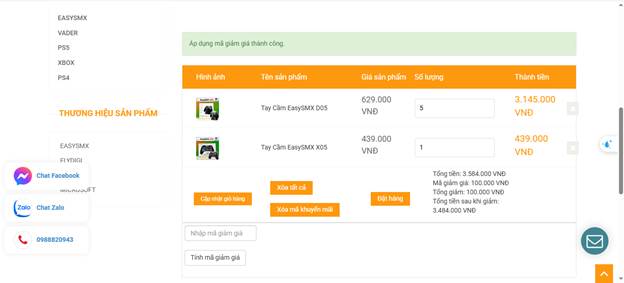 EASYSMX
VADER
PS5
XBOX
PS4
THƯƠNG HIỆU SẢN PHẨM
EASYSMX
FLYDIGI
MICROSOFT
Chat Facebook
Zalo
Chat Zalo
0988820943
Áp dụng mã giảm giá thành công.
Hình ảnh Tên sản phẩm Giá sản phẩm Số lượng Thành tiền
Tay Cầm EasySMX D05 629.000 VNĐ 5 3.145.000 VNĐ
Tay Cầm EasySMX X05 439.000 VNĐ 1 439.000 VNĐ
Cập nhật giỏ hàng
Xóa tất cả
Xóa mã khuyến mãi
Đặt hàng
Tổng tiền: 3.584.000 VNĐ
Mã giảm giá: 100.000 VNĐ
Tổng giảm: 100.000 VNĐ
Tổng tiền sau khi giảm:
3.484.000 VNĐ
Nhập mã giảm giá
Tính mã giảm giá